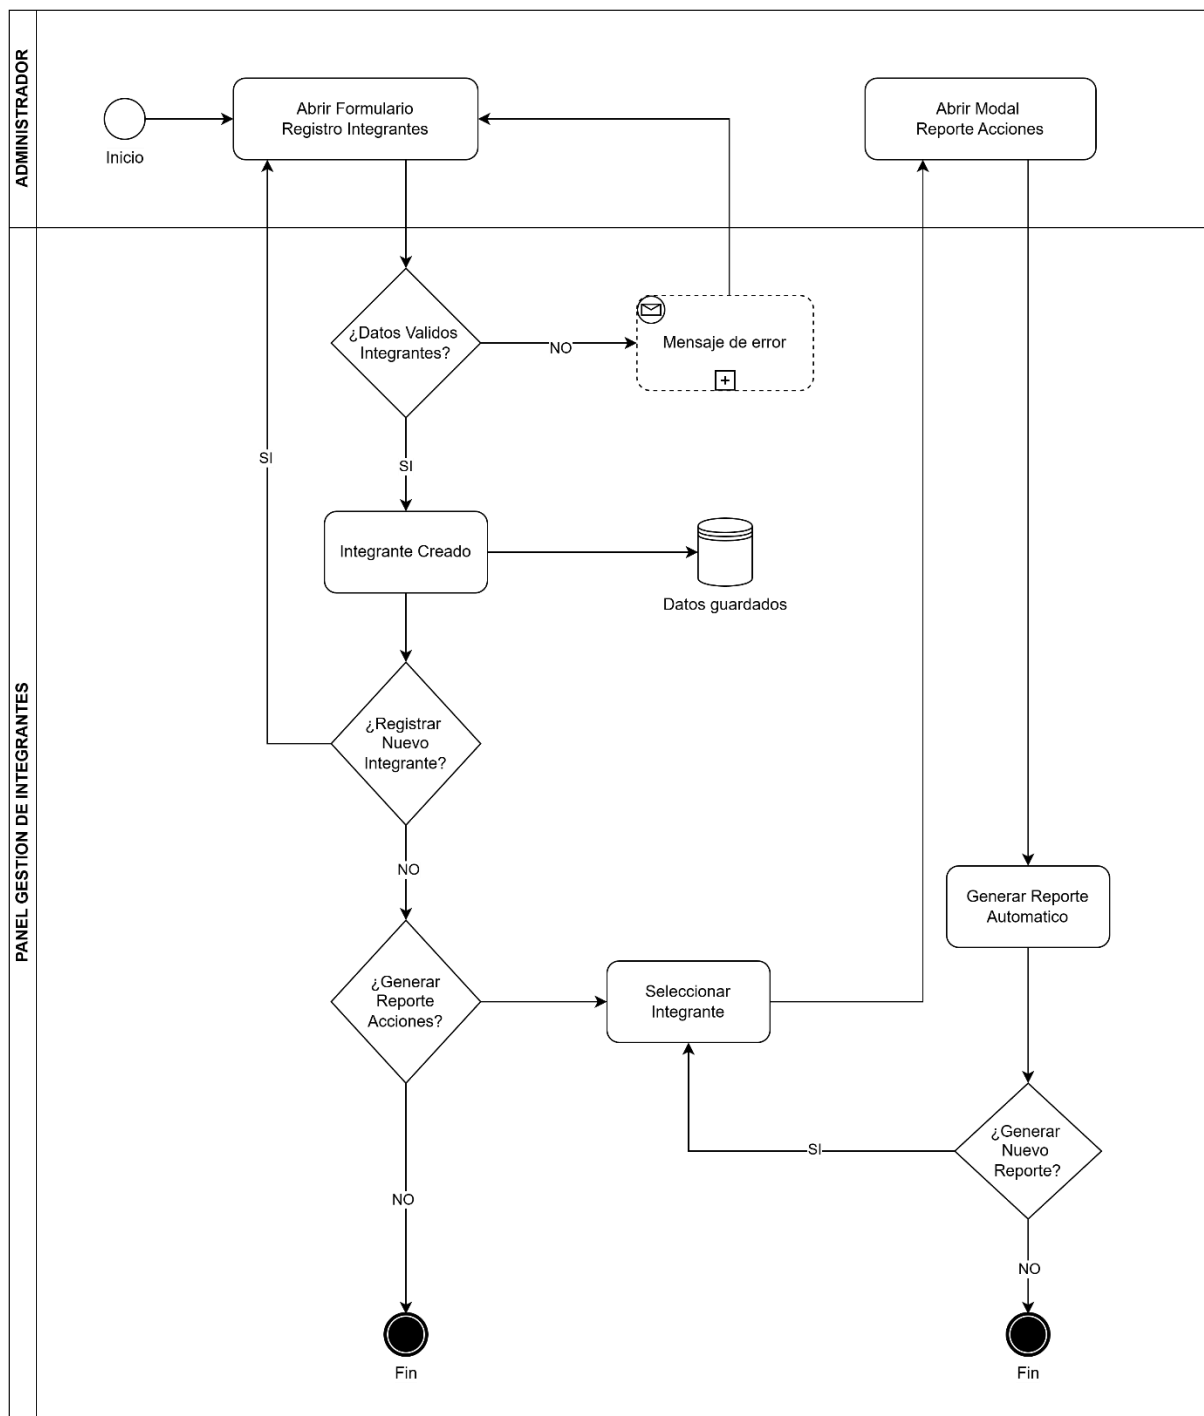 ADMINISTRADOR
Abrir Formulario
Registro Integrantes
Inicio
Abrir Modal
Reporte Acciones
PANEL GESTION DE INTEGRANTES
¿Datos Validos
Integrantes?
NO
Mensaje de error
SI
SI
Integrante Creado
Datos guardados
¿Registrar
Nuevo
Integrante?
NO
Generar Reporte
Automatico
¿Generar
Reporte
Acciones?
Seleccionar
Integrante
¿Generar
Nuevo
Reporte?
SI
NO
NO
Fin
Fin